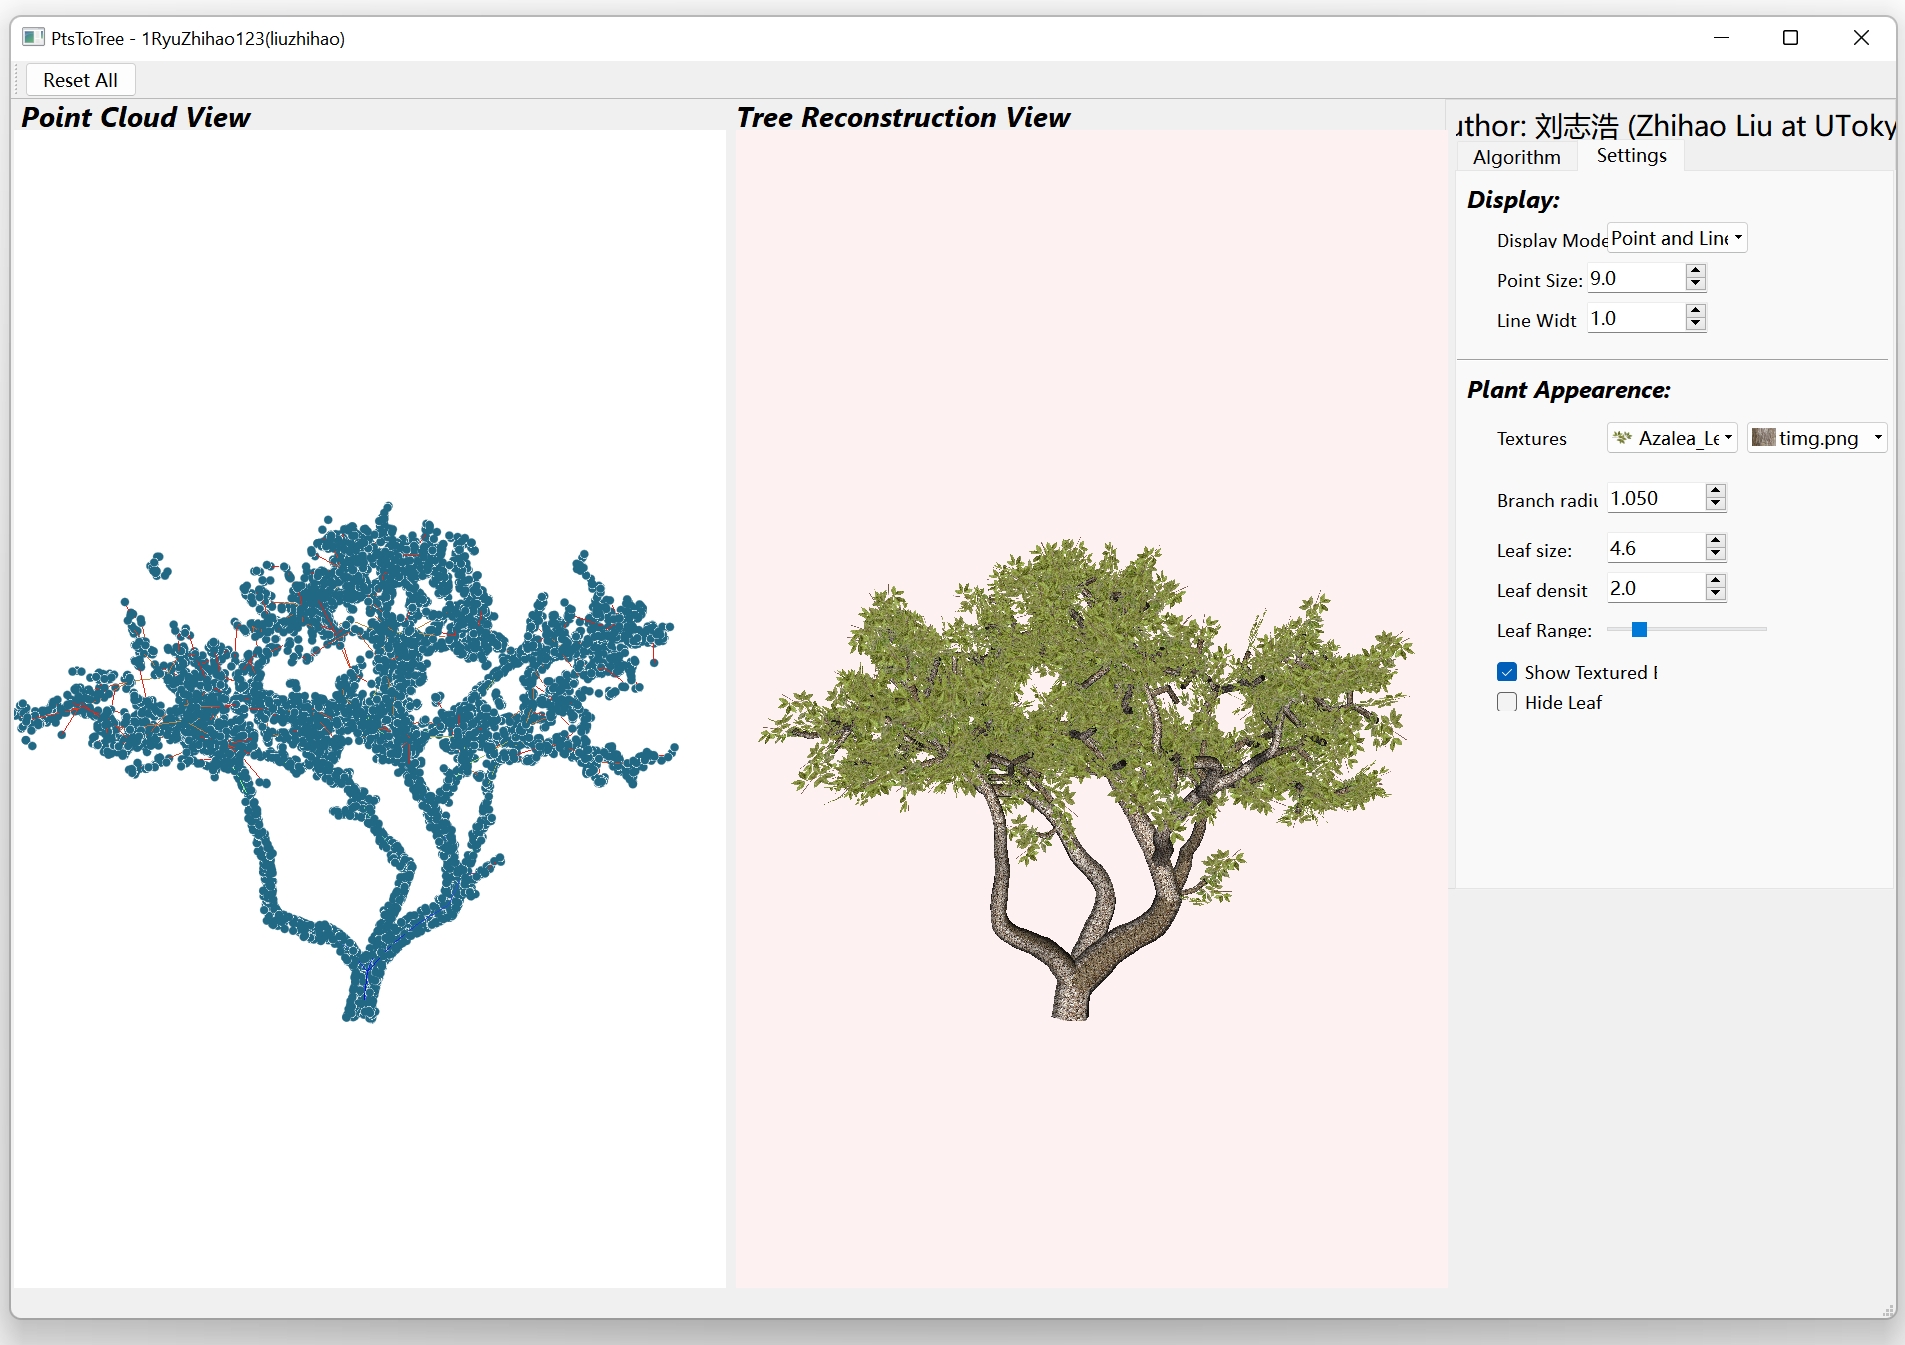 PtsToTree - 1RyuZhihao123(liuzhihao)
Reset All
Point Cloud View
Tree Reconstruction View
uthor: 刘志浩 (Zhihao Liu at UToky
Algorithm
Settings
Display:
Display Mode Point and Line
Point Size: 9.0
Line Widt 1.0
Plant Appearence:
Textures Azalea_Le timg.png
Branch radiu 1.050
Leaf size: 4.6
Leaf densit 2.0
Leaf Range:
Show Textured
Hide Leaf